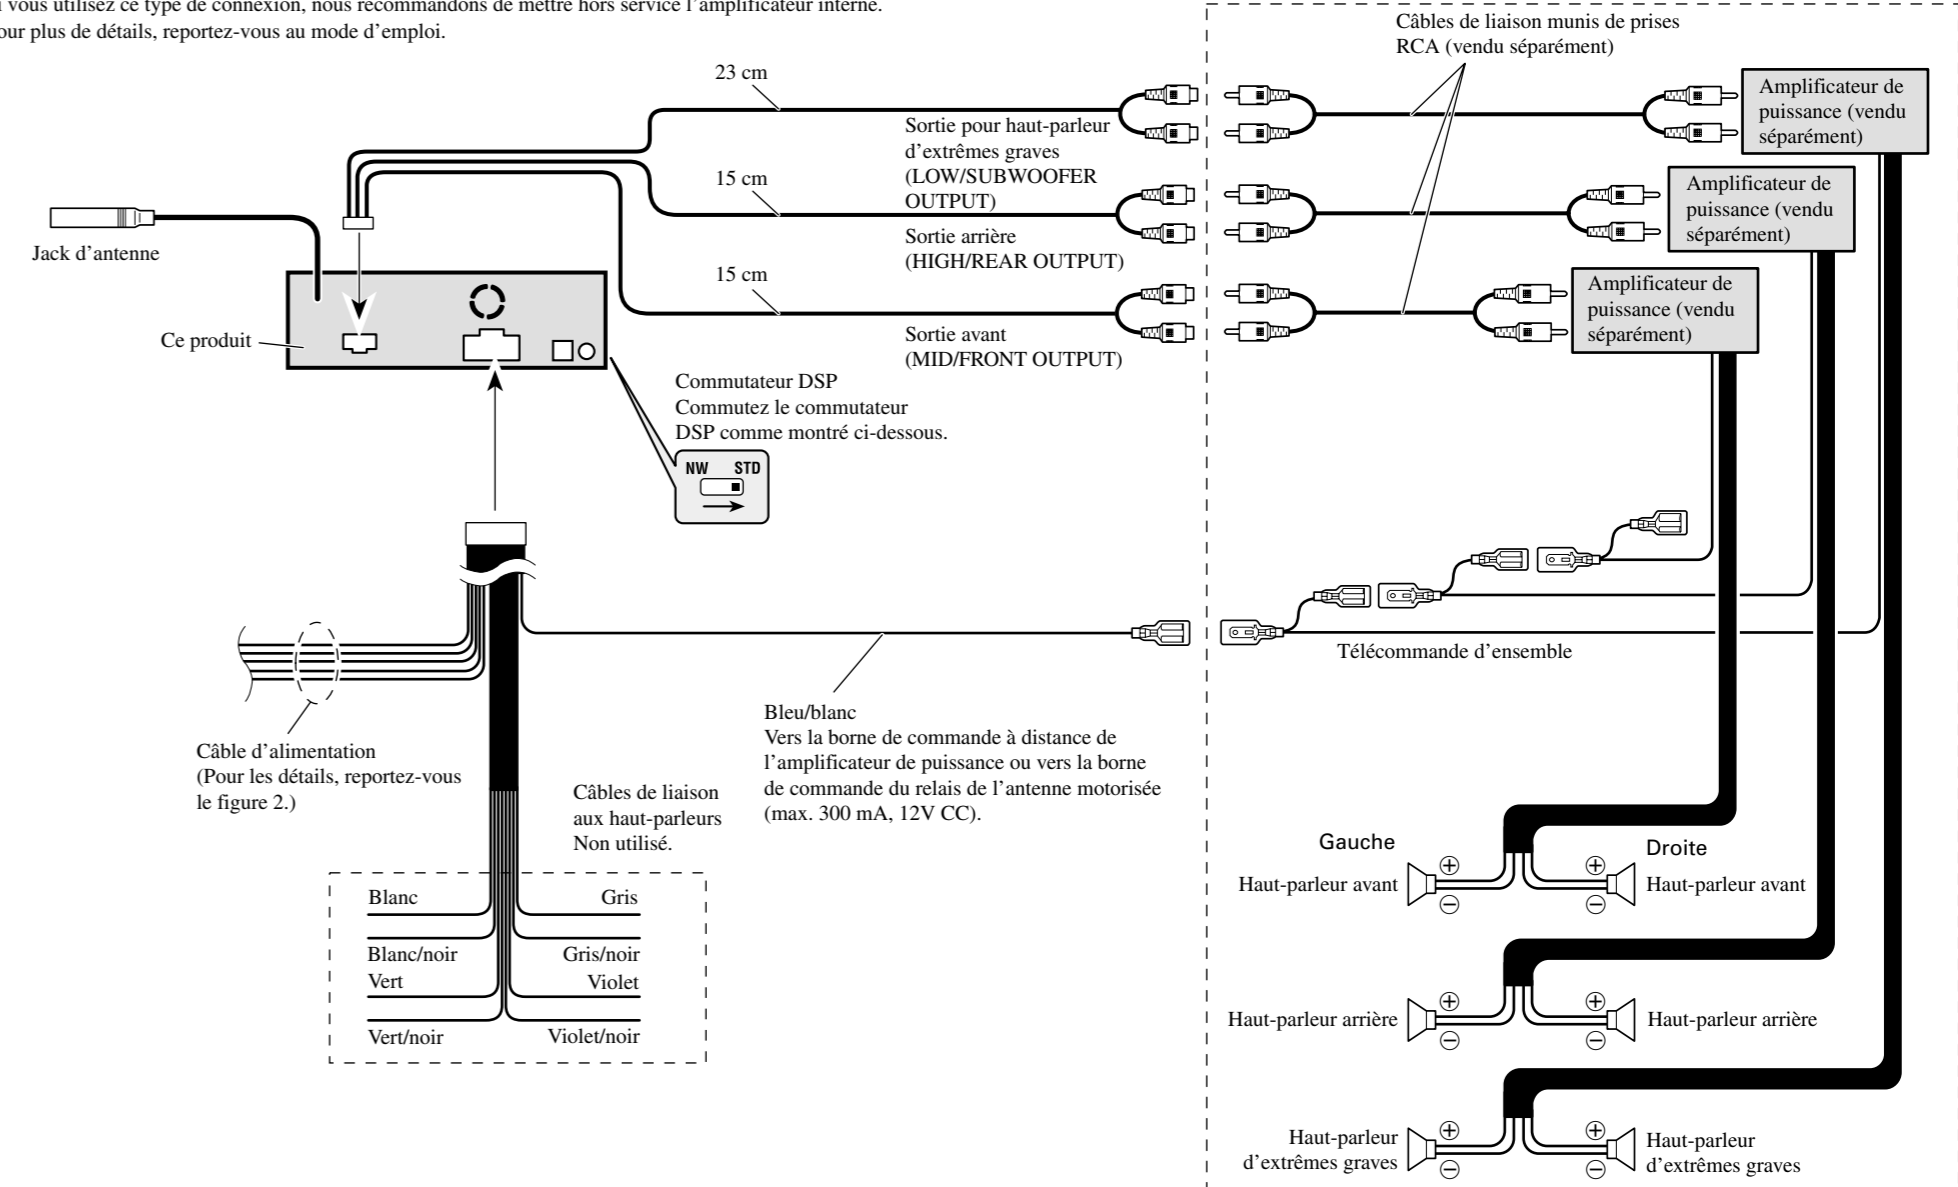 i vous utilisez ce type de connexion, nous recommandons de mettre hors service l'amplificateur interne.
our plus de détails, reportez-vous au mode d'emploi.
Câbles de liaison munis de prises
RCA (vendu séparément)
23 cm
Amplificateur de
puissance (vendu
séparément)
Sortie pour haut-parleur
d'extrêmes graves
(LOW/SUBWOOFER
OUTPUT)
15 cm
Amplificateur de
puissance (vendu
séparément)
Jack d'antenne
Sortie arrière
(HIGH/REAR OUTPUT)
15 cm
Amplificateur de
puissance (vendu
séparément)
Ce produit
Sortie avant
(MID/FRONT OUTPUT)
Commutateur DSP
Commutez le commutateur
DSP comme montré ci-dessous.
NW STD
Télécommande d'ensemble
Bleu/blanc
Vers la borne de commande à distance de
l'amplificateur de puissance ou vers la borne
de commande du relais de l'antenne motorisée
(max. 300 mA, 12V CC).
Câble d'alimentation
(Pour les détails, reportez-vous
le figure 2.)
Câbles de liaison
aux haut-parleurs
Non utilisé.
Gauche
Droite
Haut-parleur avant
⊕
⊖
⊕
⊖
Haut-parleur avant
Blanc
Gris
Blanc/noir
Gris/noir
Vert
Violet
Vert/noir
Violet/noir
Haut-parleur arrière
⊕
⊖
⊕
⊖
Haut-parleur arrière
Haut-parleur
d'extrêmes graves
⊕
⊖
⊕
⊖
Haut-parleur
d'extrêmes graves